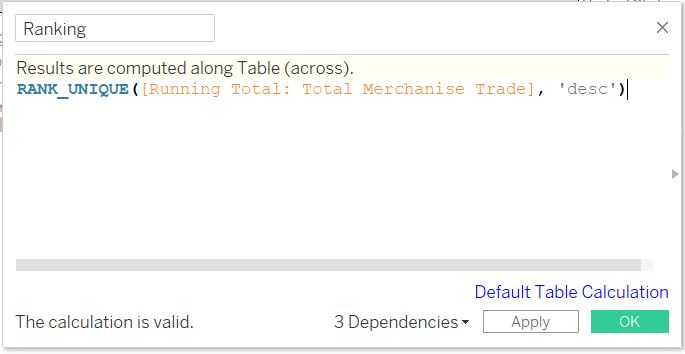 Ranking
Results are computed along Table (across).
RANK_UNIQUE([Running Total: Total Merchanise Trade], 'desc')
Default Table Calculation
The calculation is valid.
3 Dependencies
Apply
OK